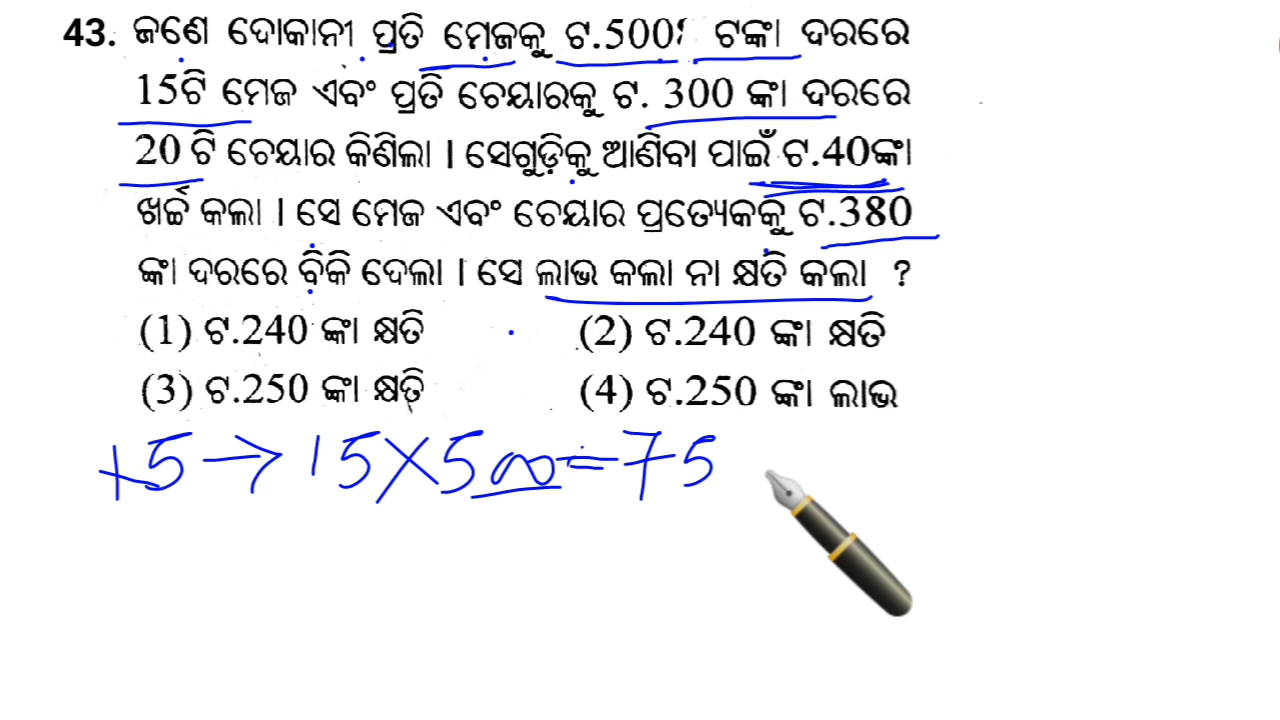 43. ଜଣେ ଦୋକାନୀ ପ୍ରତି ମେଜକୁ ଟ.500 ଟଙ୍କା ଦରରେ
15ଟି ମେଜ ଏବଂ ପ୍ରତି ଚେୟାରକୁ ଟ. 300 ଙ୍କା ଦରରେ
20 ଟି ଚେୟାର କିଣିଲା । ସେଗୁଡ଼ିକୁ ଆଣିବା ପାଇଁ ଟ.40ଙ୍କା
ଖର୍ଚ୍ଚ କଲା । ସେ ମେଜ ଏବଂ ଚେୟାର ପ୍ରତ୍ୟେକକୁ ଟ.380
ଙ୍କା ଦରରେ ବିକି ଦେଲା । ସେ ଲାଭ କଲା ନା କ୍ଷତି କଲା ?
(1) ଟ.240 ଙ୍କା କ୍ଷତି (2) ଟ.240 ଙ୍କା କ୍ଷତି
(3) ଟ.250 ଙ୍କା କ୍ଷତି (4) ଟ.250 ଙ୍କା ଲାଭ
+5 → 15×500=75